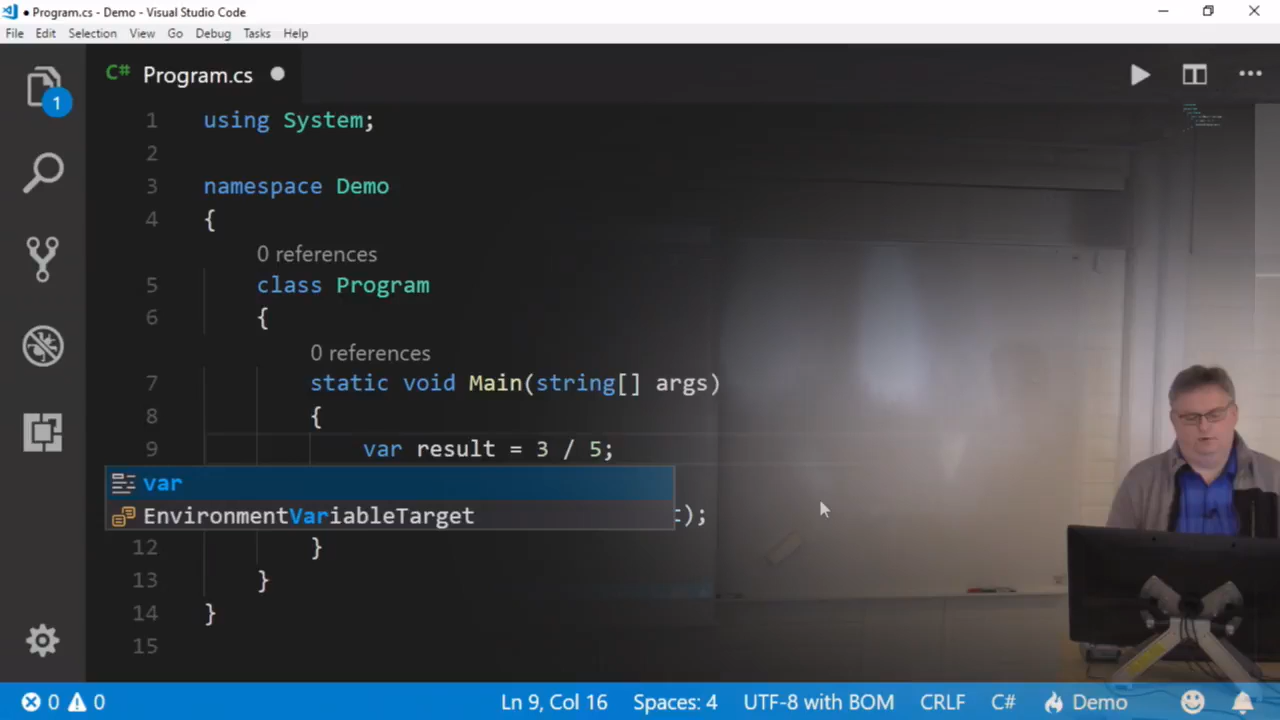 ● Program.cs - Demo - Visual Studio Code
File Edit Selection View Go Debug Tasks Help
1
C# Program.cs ●
1 using System;
2
3 namespace Demo
4 {
0 references
5 class Program
6 {
0 references
7 static void Main(string[] args)
8 {
9 var result = 3 / 5;
var
EnvironmentVariableTarget
t);
12 }
13 }
14 }
15
0 0 Ln 9, Col 16 Spaces: 4 UTF-8 with BOM CRLF C# Demo